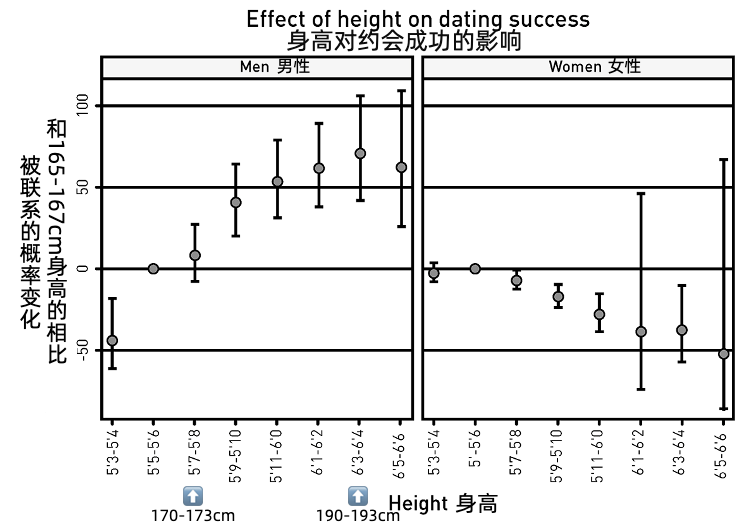 Effect of height on dating success
身高对约会成功的影响
Men 男性
Women 女性
和165-167cm身高的相比
被联系的概率变化
100
50
0
-50
5'3-5'4
5'5-5'6
5'7-5'8
5'9-5'10
5'11-6'0
6'1-6'2
6'3-6'4
6'5-6'6
5'3-5'4
5'-5'6
5'7-5'8
5'9-5'10
5'11-6'0
6'1-6'2
6'3-6'4
6'5-6'6
Height 身高
170-173cm
190-193cm